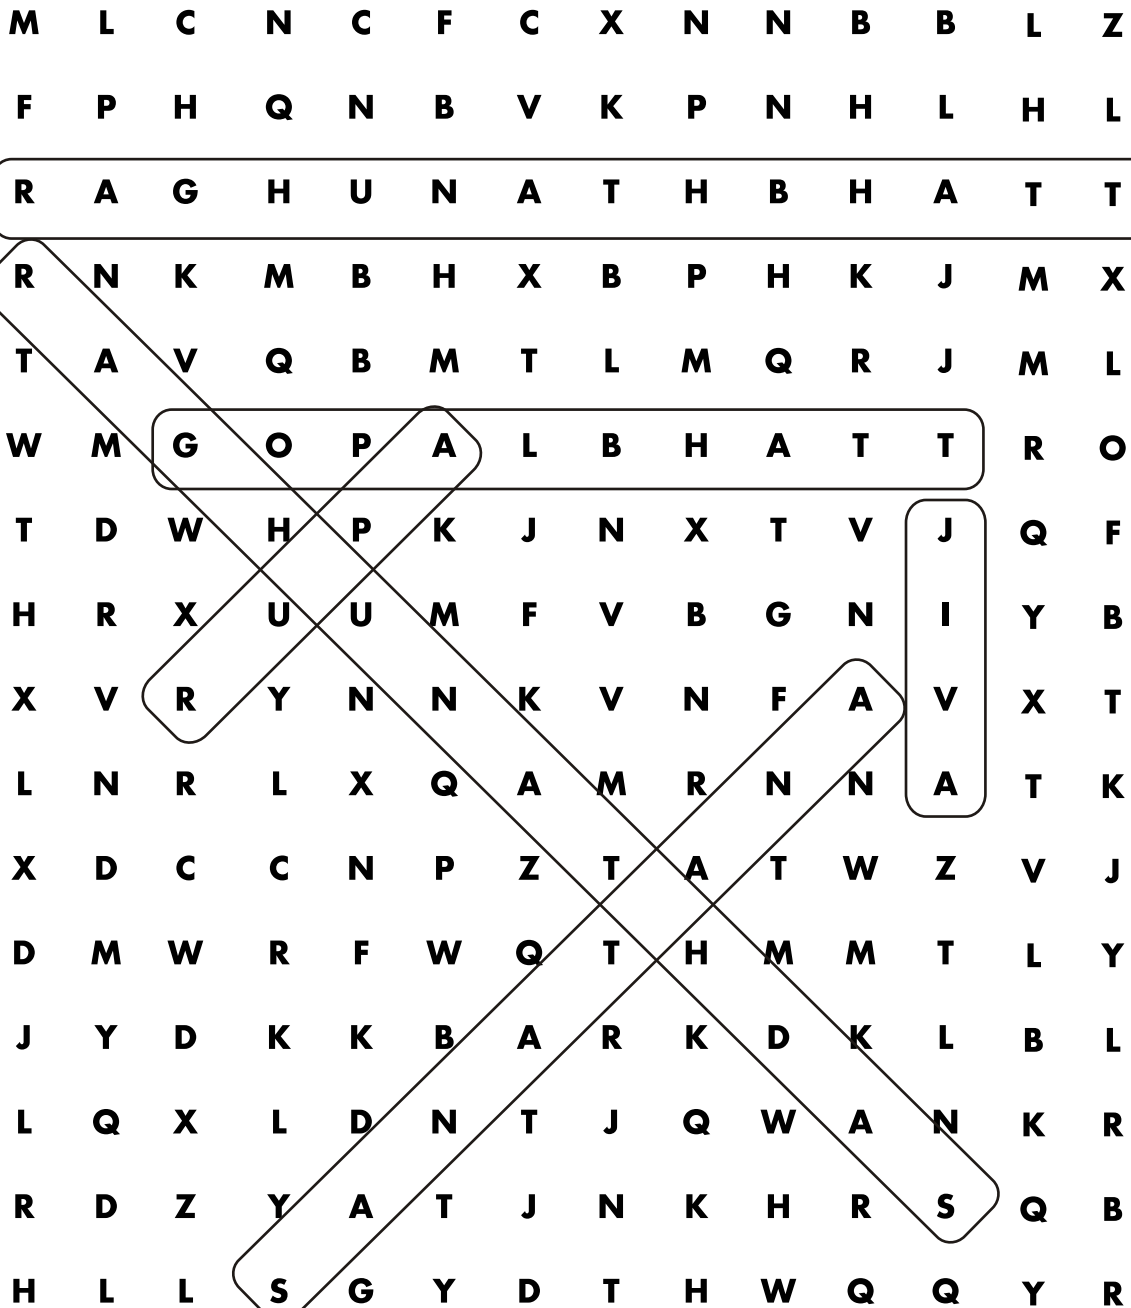 M L C N C F C X N N B B L Z
F P H Q N B V K P N H L H L
R A G H U N A T H B H A T T
R N K M B H X B P H K J M X
T A V Q B M T L M Q R J M L
W M G O P A L B H A T T R O
T D W H P K J N X T V J Q F
H R X U U M F V B G N I Y B
X V R Y N N K V N F A V X T
L N R L X Q A M R N N A T K
X D C C N P Z T A T W Z V J
D M W R F W Q T H M M T L Y
J Y D K K B A R K D K L B L
L Q X L D N T J Q W A N K R
R D Z Y A T J N K H R S Q B
H L L S G Y D T H W Q Q Y R